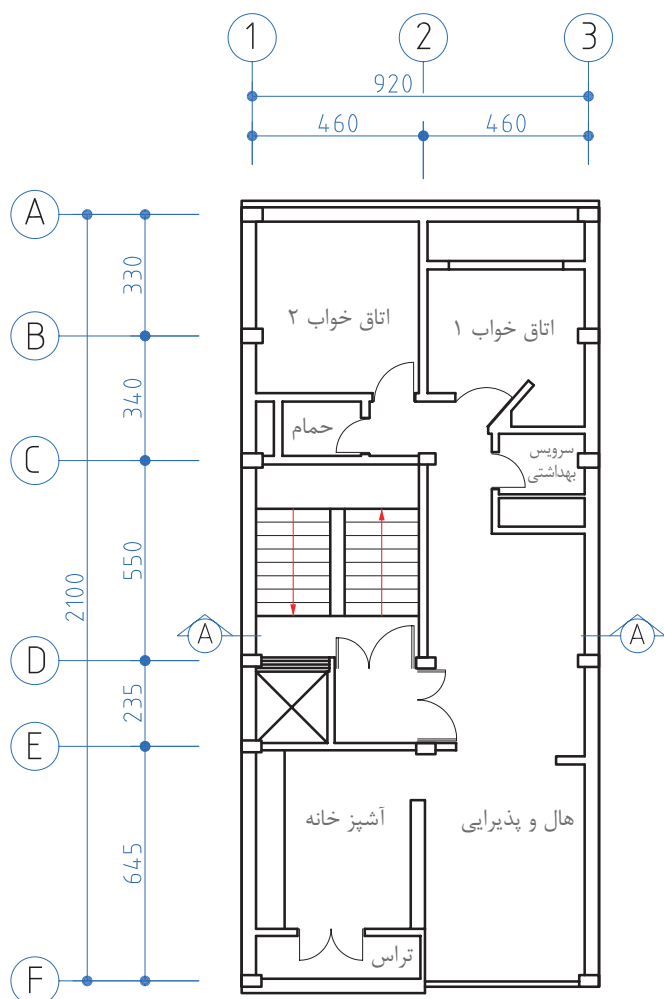 1
2
3
920
460
460
A
330
B
340
C
550
2100
D
235
E
645
F
اتاق خواب ۲
اتاق خواب ۱
حمام
سرویس
بهداشتی
A
A
آشپز خانه
هال و پذیرایی
تراس